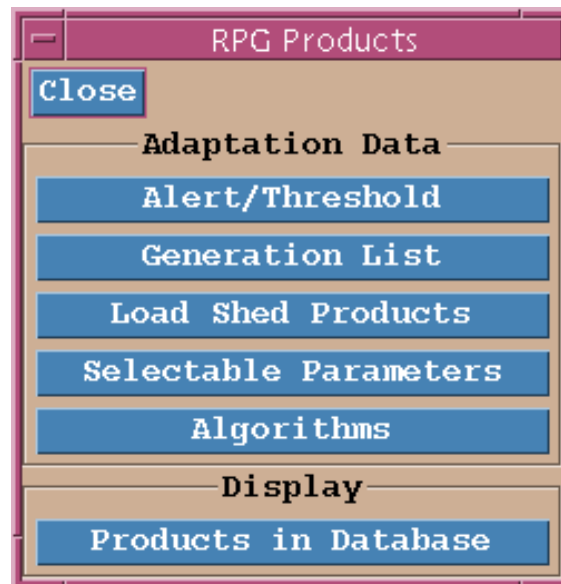 RPG Products
Close
Adaptation Data
Alert/Threshold
Generation List
Load Shed Products
Selectable Parameters
Algorithms
Display
Products in Database